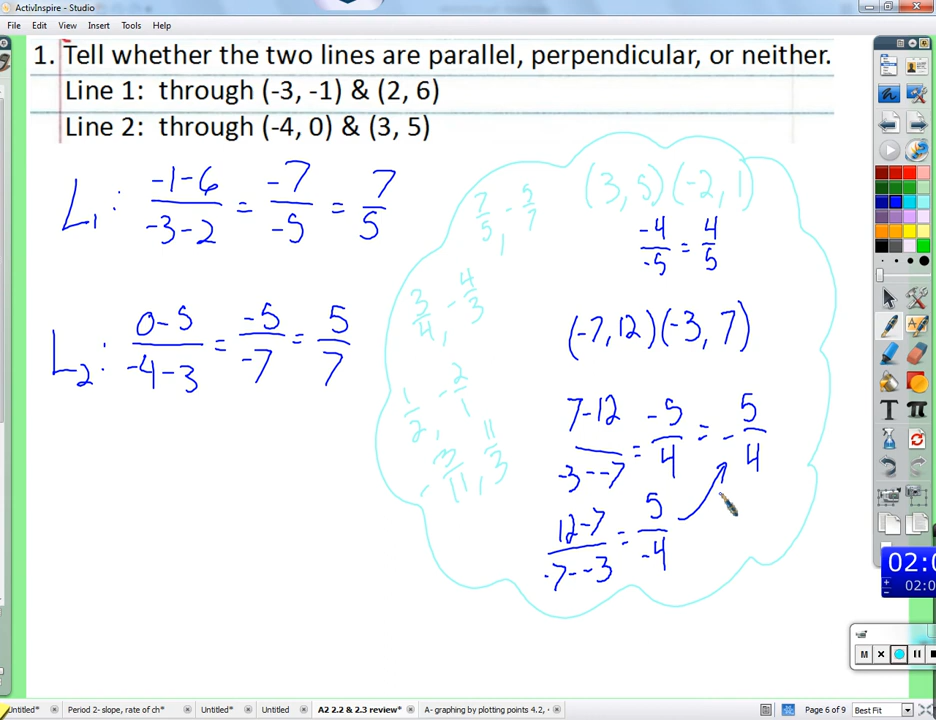 ActivInspire - Studio
File Edit View Insert Tools Help
1. Tell whether the two lines are parallel, perpendicular, or neither.
Line 1: through (-3, -1) & (2, 6)
Line 2: through (-4, 0) & (3, 5)
L₁: (-1-6)/(-3-2) = -7/-5 = 7/5
L₂: (0-5)/(-4-3) = -5/-7 = 5/7
7/5, -5/7
3/4, -4/3
1/2, -2/1
-3/11, 11/3
(3, 5)(-2, 1)
-4/-5 = 4/5
(-7, 12)(-3, 7)
(7-12)/(-3--7) = -5/4 = -5/4
(12-7)/(-7--3) = 5/-4
02:0
02:0
M
Untitled* Period 2- slope, rate of ch* Untitled* Untitled A2 2.2 & 2.3 review* A- graphing by plotting points 4.2, Page 6 of 9 Best Fit